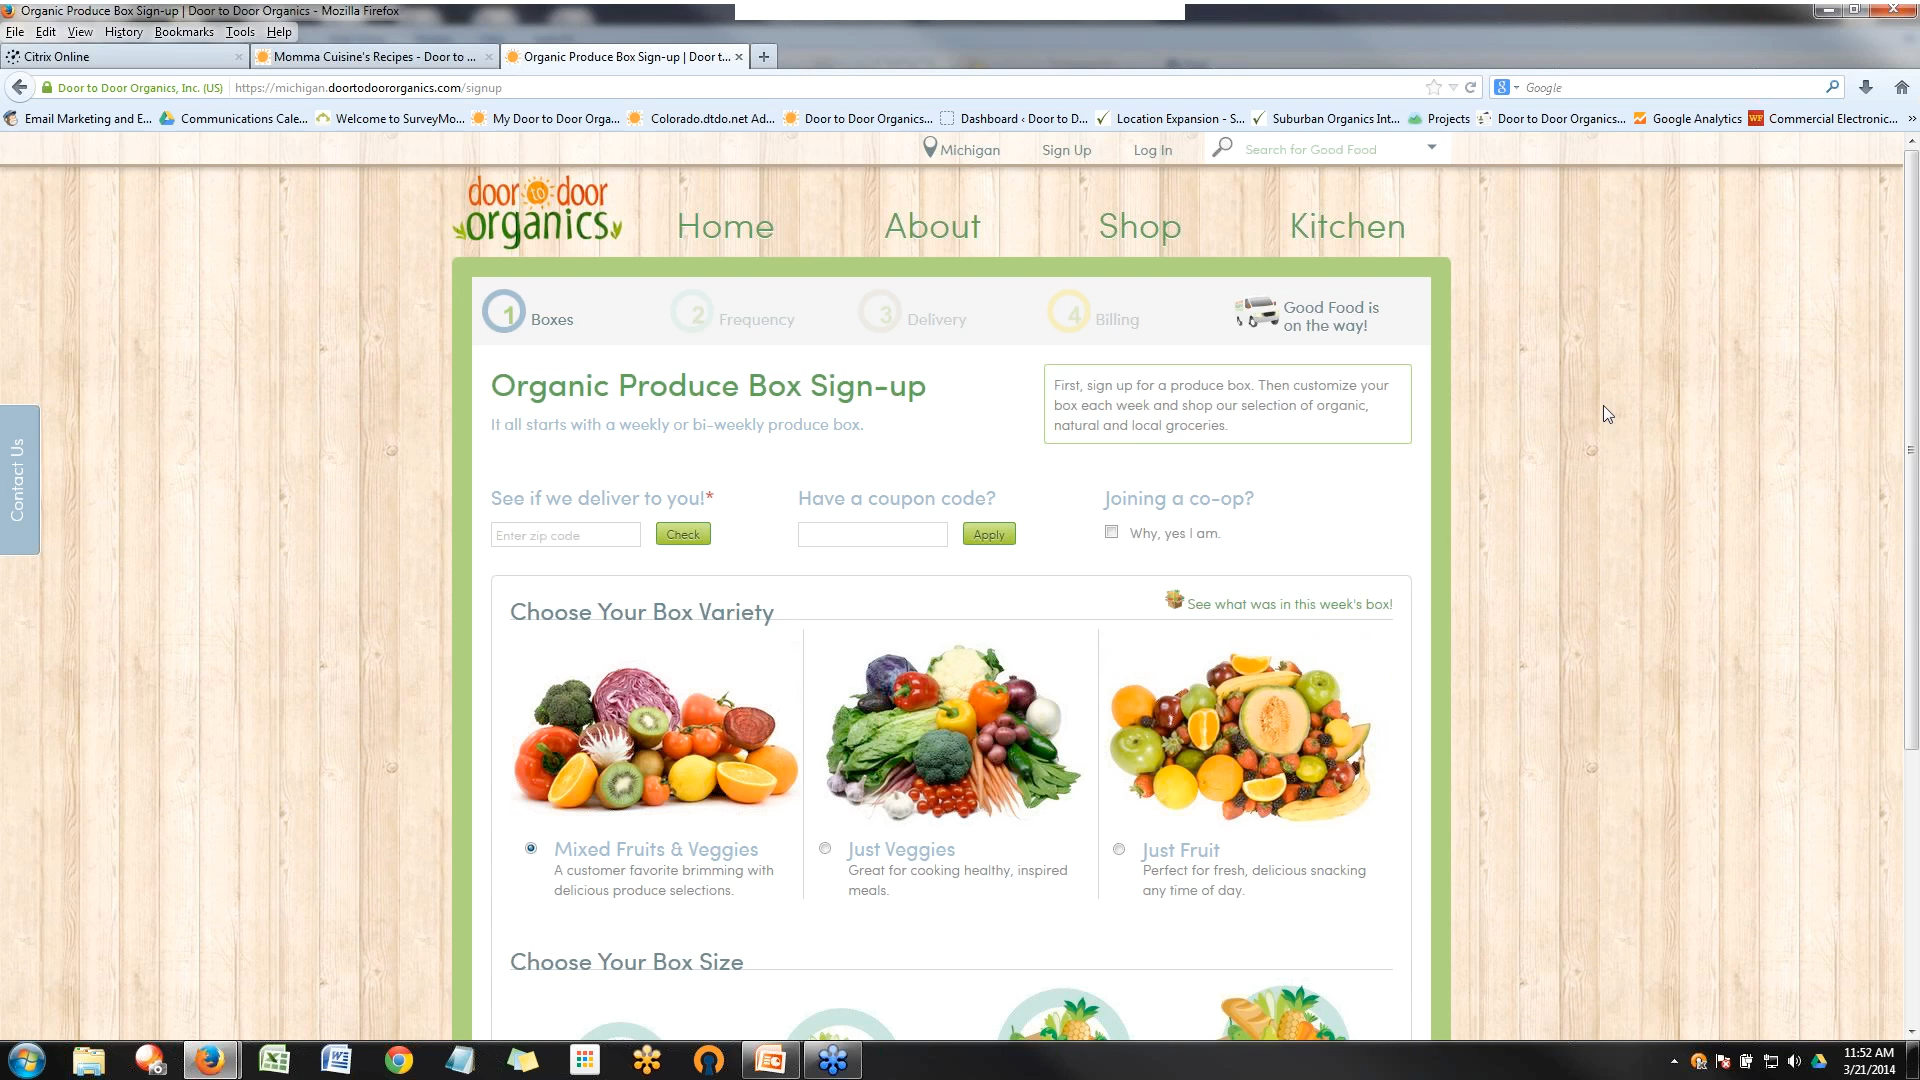 Organic Produce Box Sign-up | Door to Door Organics - Mozilla Firefox
File Edit View History Bookmarks Tools Help
Citrix Online
Momma Cuisine's Recipes - Door to ...
Organic Produce Box Sign-up | Door t...
Door to Door Organics, Inc. (US)
https://michigan.doortodoororganics.com/signup
Google
Email Marketing and E...
Communications Cale...
Welcome to SurveyMo...
My Door to Door Orga...
Colorado.dtdo.net Ad...
Door to Door Organics...
Dashboard ‹ Door to D...
Location Expansion - S...
Suburban Organics Int...
Projects
Door to Door Organics...
Google Analytics
WF Commercial Electronic...
Michigan
Sign Up
Log In
Search for Good Food
door to door
organics
Home
About
Shop
Kitchen
1 Boxes
2 Frequency
3 Delivery
4 Billing
Good Food is
on the way!
Organic Produce Box Sign-up
It all starts with a weekly or bi-weekly produce box.
First, sign up for a produce box. Then customize your
box each week and shop our selection of organic,
natural and local groceries.
Contact Us
See if we deliver to you!*
Enter zip code
Check
Have a coupon code?
Apply
Joining a co-op?
Why, yes I am.
Choose Your Box Variety
See what was in this week's box!
Mixed Fruits & Veggies
A customer favorite brimming with
delicious produce selections.
Just Veggies
Great for cooking healthy, inspired
meals.
Just Fruit
Perfect for fresh, delicious snacking
any time of day.
Choose Your Box Size
11:52 AM
3/21/2014